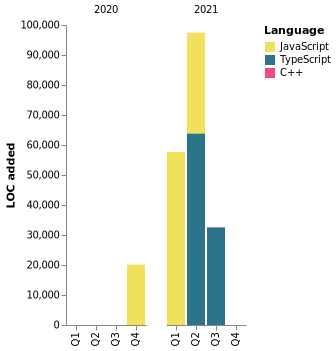 2020
2021
LOC added
100,000
90,000
80,000
70,000
60,000
50,000
40,000
30,000
20,000
10,000
0
Q1
Q2
Q3
Q4
Q1
Q2
Q3
Q4
Language
JavaScript
TypeScript
C++